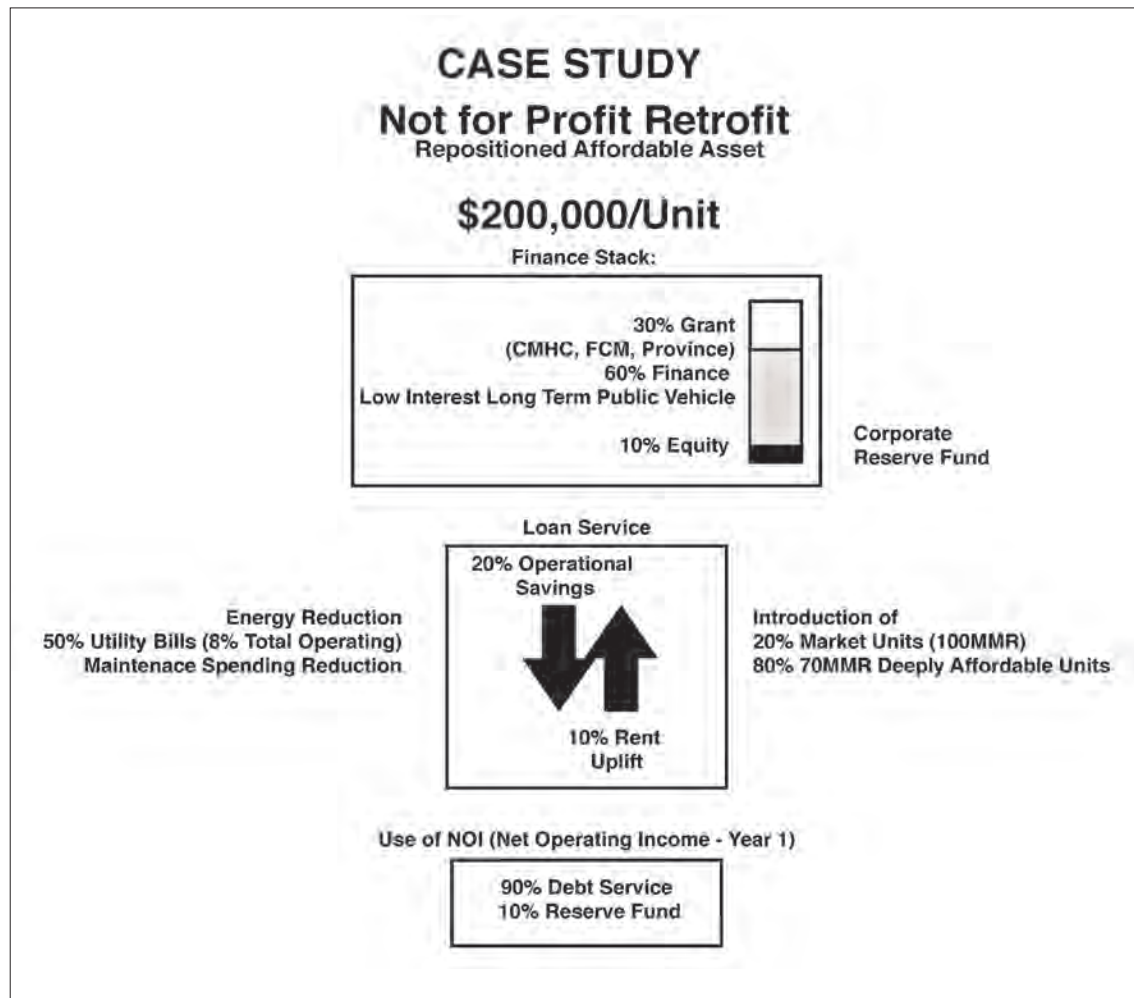 CASE STUDY
Not for Profit Retrofit
Repositioned Affordable Asset
$200,000/Unit
Finance Stack:
30% Grant
(CMHC, FCM, Province)
60% Finance
Low Interest Long Term Public Vehicle
10% Equity
Corporate
Reserve Fund
Loan Service
20% Operational
Savings
Energy Reduction
50% Utility Bills (8% Total Operating)
Maintenace Spending Reduction
Introduction of
20% Market Units (100MMR)
80% 70MMR Deeply Affordable Units
10% Rent
Uplift
Use of NOI (Net Operating Income - Year 1)
90% Debt Service
10% Reserve Fund